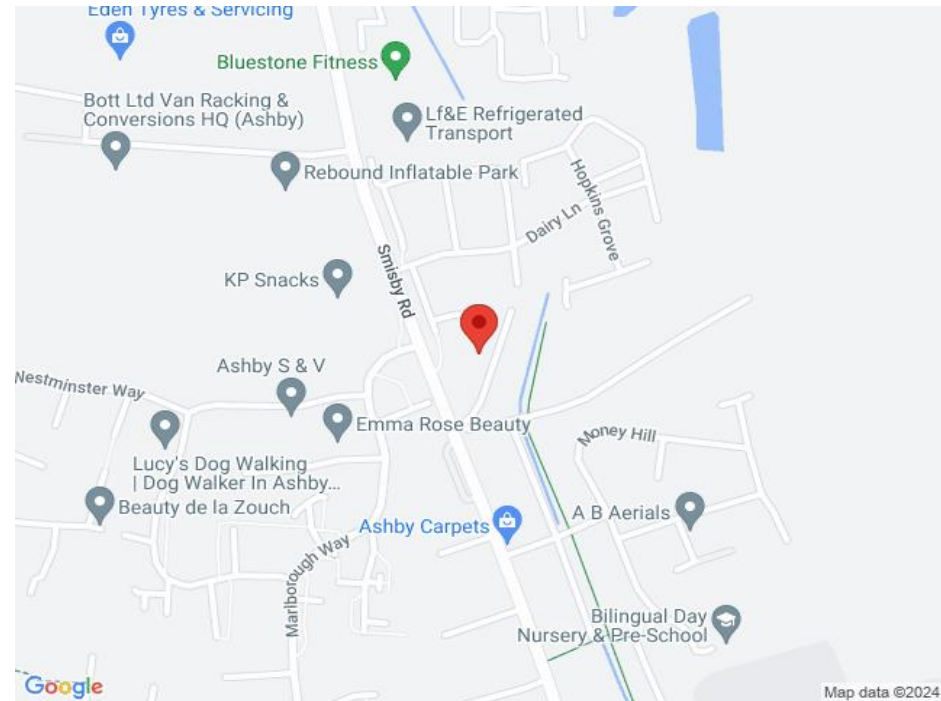 Eden Tyres & Servicing
Bluestone Fitness
Bott Ltd Van Racking &
Conversions HQ (Ashby)
Lf&E Refrigerated
Transport
Rebound Inflatable Park
Hopkins Grove
Dairy Ln
Smisby Rd
KP Snacks
Ashby S & V
Westminster Way
Emma Rose Beauty
Money Hill
Lucy's Dog Walking
| Dog Walker In Ashby...
Beauty de la Zouch
A B Aerials
Ashby Carpets
Marlborough Way
Bilingual Day
Nursery & Pre-School
Google
Map data ©2024